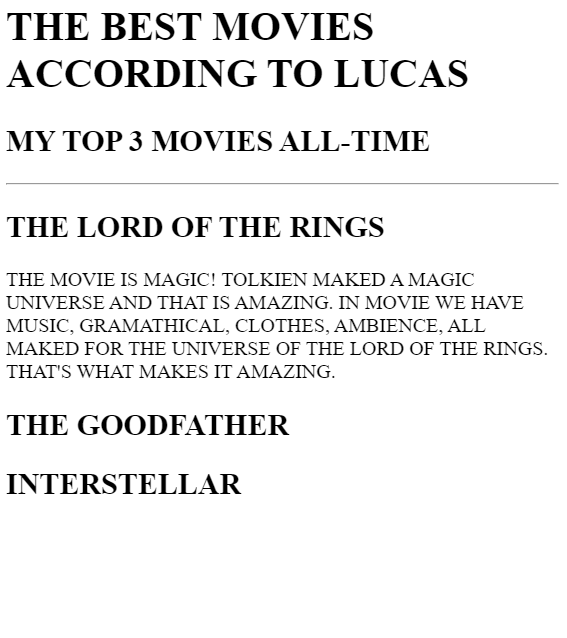 THE BEST MOVIES
ACCORDING TO LUCAS
MY TOP 3 MOVIES ALL-TIME
THE LORD OF THE RINGS
THE MOVIE IS MAGIC! TOLKIEN MAKED A MAGIC
UNIVERSE AND THAT IS AMAZING. IN MOVIE WE HAVE
MUSIC, GRAMATHICAL, CLOTHES, AMBIENCE, ALL
MAKED FOR THE UNIVERSE OF THE LORD OF THE RINGS.
THAT'S WHAT MAKES IT AMAZING.
THE GOODFATHER
INTERSTELLAR